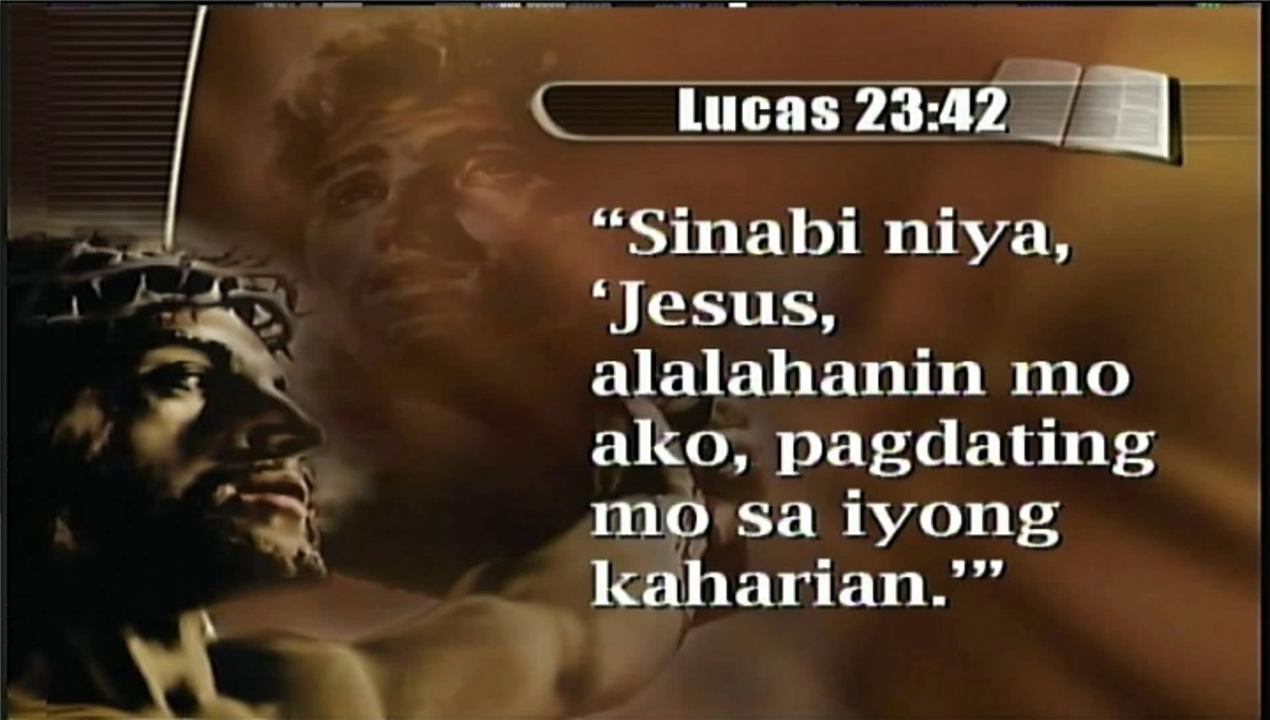 Lucas 23:42
“Sinabi niya,
‘Jesus,
alalahanin mo
ako, pagdating
mo sa iyong
kaharian.’”